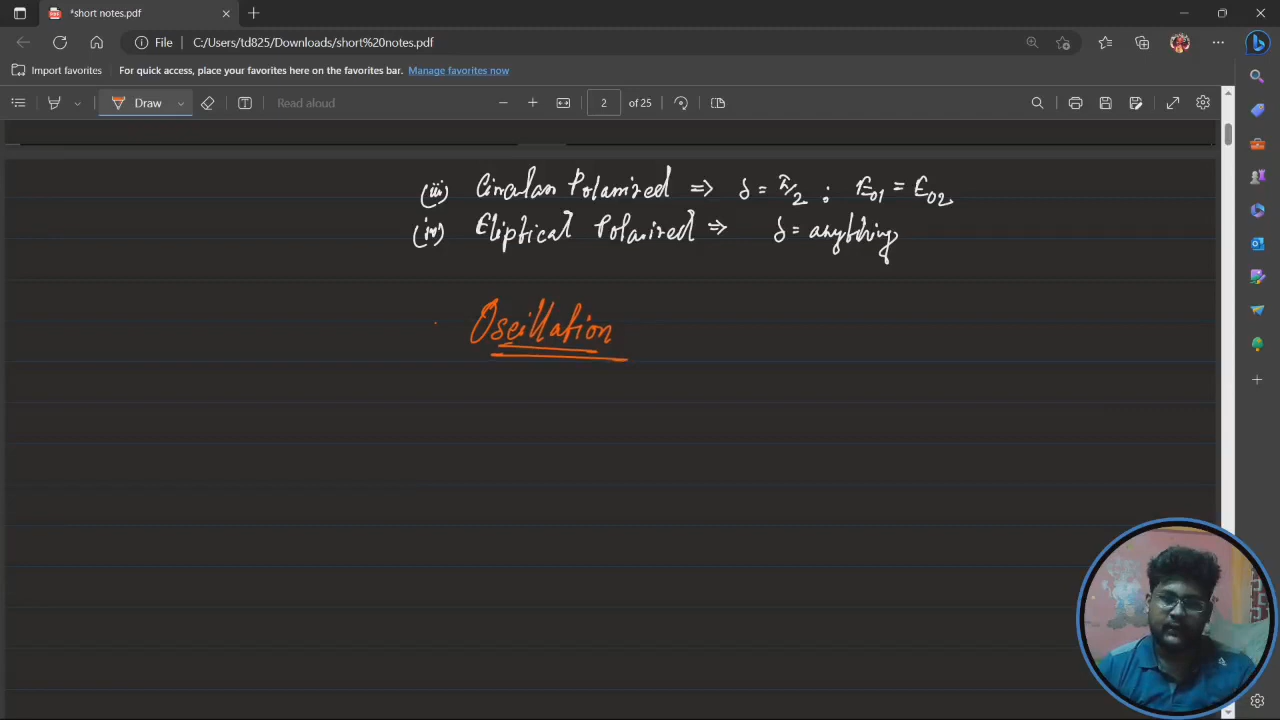 *short notes.pdf
File C:/Users/td825/Downloads/short%20notes.pdf
Import favorites For quick access, place your favorites here on the favorites bar. Manage favorites now
Draw Read aloud 2 of 25
(iii) Circular Polarized => δ = π/2 ; E01 = E02
(iv) Eliptical Polarized => δ = anything
Oscillation